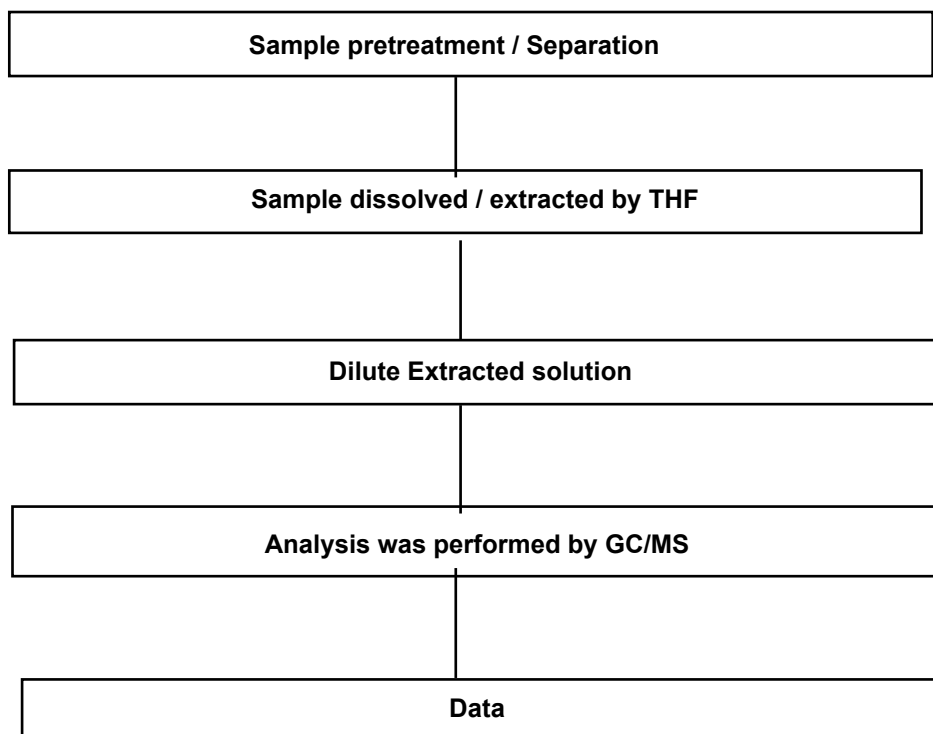 Sample pretreatment / Separation
Sample dissolved / extracted by THF
Dilute Extracted solution
Analysis was performed by GC/MS
Data